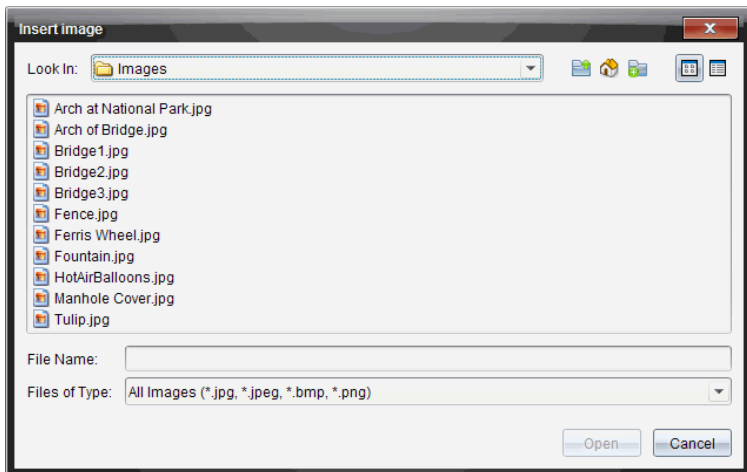 Insert image
Look In: Images
Arch at National Park.jpg
Arch of Bridge.jpg
Bridge1.jpg
Bridge2.jpg
Bridge3.jpg
Fence.jpg
Ferris Wheel.jpg
Fountain.jpg
HotAirBalloons.jpg
Manhole Cover.jpg
Tulip.jpg
File Name:
Files of Type: All Images (*.jpg, *.jpeg, *.bmp, *.png)
Open Cancel